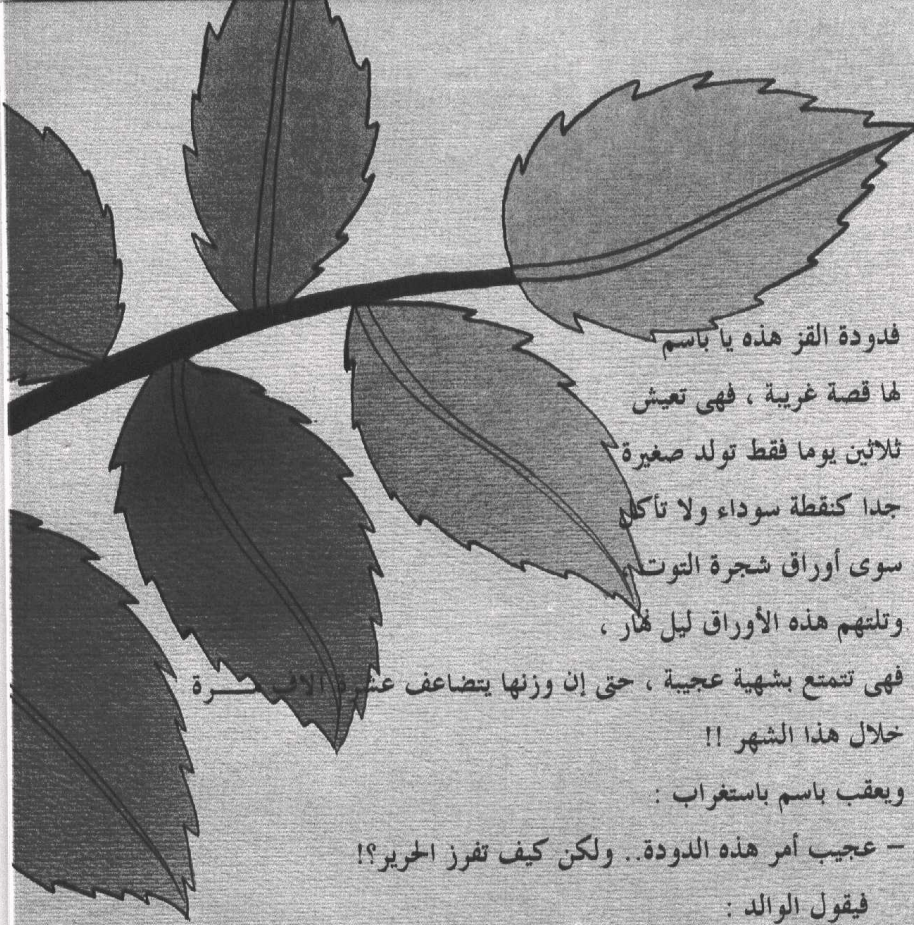 فدودة القز هذه يا باسم
لها قصة غريبة ، فهى تعيش
ثلاثين يوما فقط تولد صغيرة
جدا كنقطة سوداء ولا تأكل
سوى أوراق شجرة التوت
وتلتهم هذه الأوراق ليل نهار ،
فهى تتمتع بشهية عجيبة ، حتى إن وزنها يتضاعف عشرة آلاف مـــرة
خلال هذا الشهر !!
ويعقب باسم باستغراب :
– عجيب أمر هذه الدودة.. ولكن كيف تفرز الحرير؟!
فيقول الوالد :